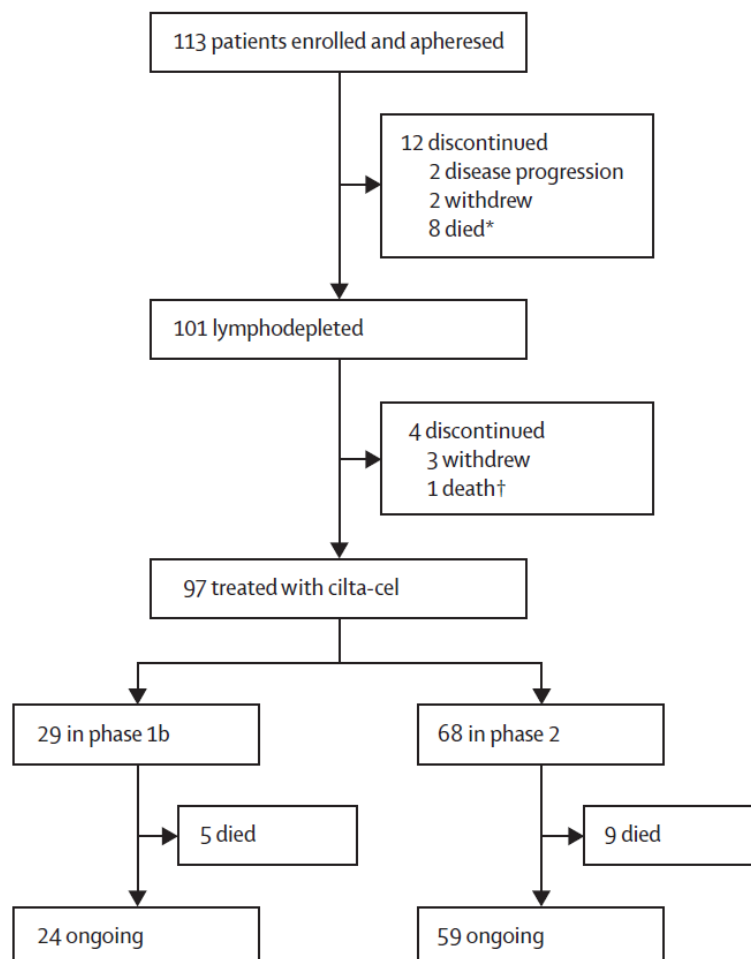 113 patients enrolled and apheresed
12 discontinued
2 disease progression
2 withdrew
8 died*
101 lymphodepleted
4 discontinued
3 withdrew
1 death†
97 treated with cilta-cel
29 in phase 1b
68 in phase 2
5 died
9 died
24 ongoing
59 ongoing